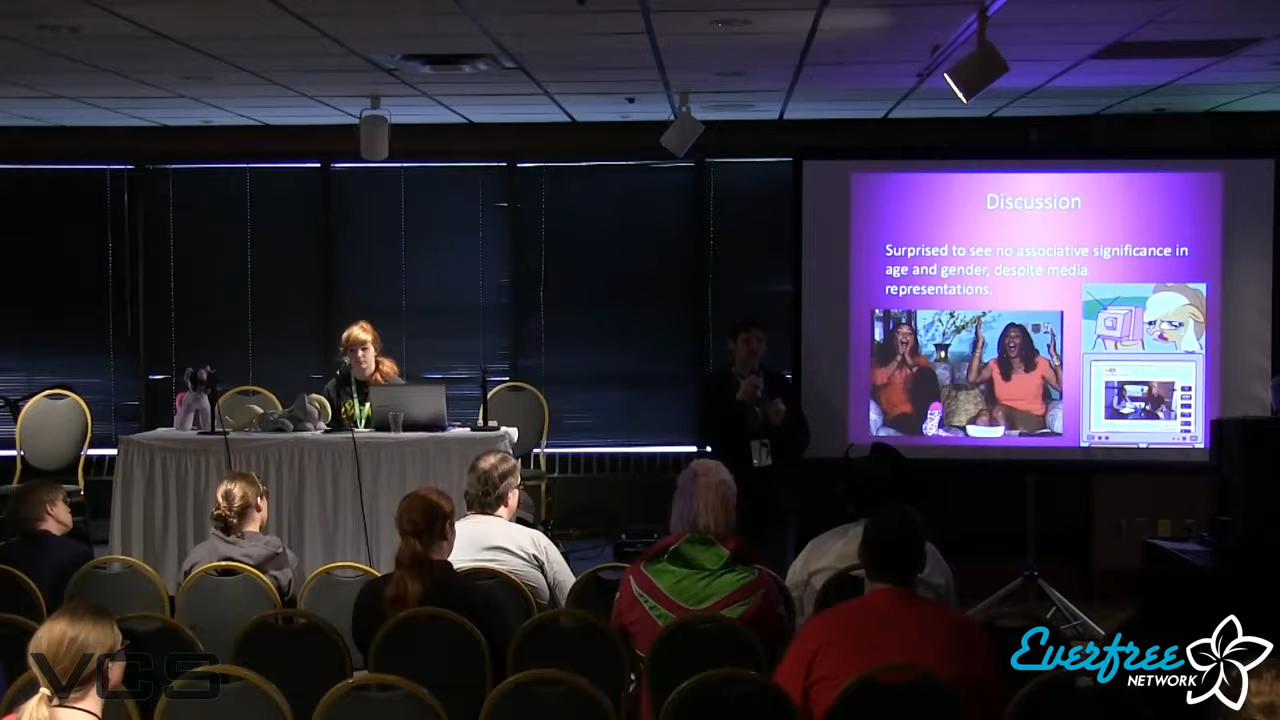 Discussion
Surprised to see no associative significance in
age and gender, despite media
representations.
VCS
Everfree
NETWORK